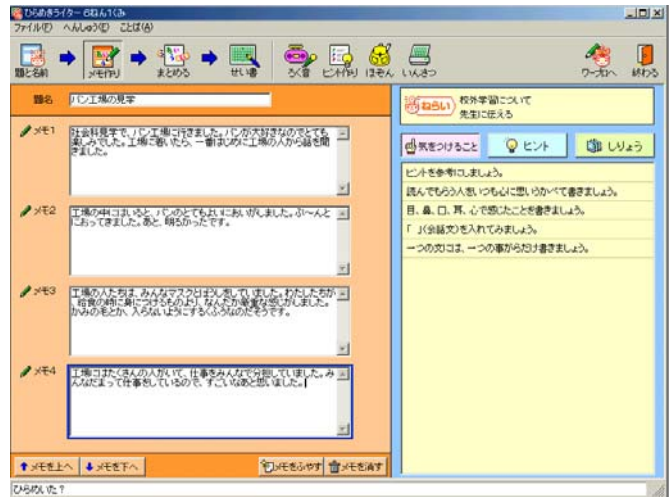 ひらめきライター 6ねん1くみ
ファイル(F) へんしゅう(E) ことば(A)
題と名前 メモ作り まとめる せい書 ろく音 ヒント作り ほぞん いんさつ ワークへ 終わる
題名 パン工場の見学
メモ1
社会科見学で、パン工場に行きました。パンが大好きなのでとても
楽しみでした。工場に着いたら、一番はじめに工場の人から話を聞
きました。
メモ2
工場の中にはいると、パンのとてもよいにおいがしました。ぷ~んと
におってきました。あと、明るかったです。
メモ3
工場の人たちは、みんなマスクとぼうしをしていました。わたしたちが
、給食の時に身につけるものより、なんだか厳重な感じがしました。
かみの毛とか、入らないようにするくふうなのだそうです。
メモ4
工場にはたくさんの人がいて、仕事をみんなで分担していました。み
んなだまって仕事をしているので、すごいなあと思いました。
メモを上へ メモを下へ メモをふやす メモを消す
ねらい 校外学習について
先生に伝える
気をつけること ヒント しりょう
ヒントを参考にしましょう。
読んでもらう人をいつも心に思いうかべて書きましょう。
目、鼻、口、耳、心で感じたことを書きましょう。
「 」(会話文)を入れてみましょう。
一つの文には、一つの事がらだけ書きましょう。
ひらめいた?